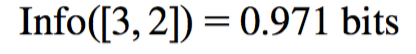 Info([3, 2]) = 0.971 bits